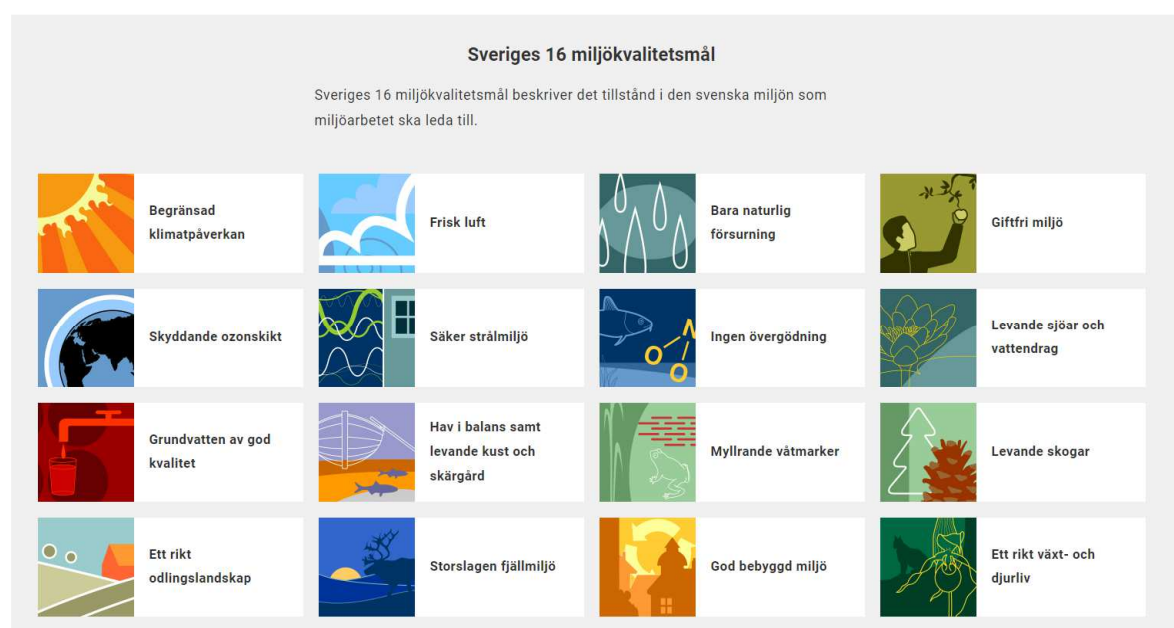 Sveriges 16 miljökvalitetsmål
Sveriges 16 miljökvalitetsmål beskriver det tillstånd i den svenska miljön som
miljöarbetet ska leda till.
Begränsad
klimatpåverkan
Frisk luft
Bara naturlig
försurning
Giftfri miljö
Skyddande ozonskikt
Säker strålmiljö
N
O
O
Ingen övergödning
Levande sjöar och
vattendrag
Grundvatten av god
kvalitet
Hav i balans samt
levande kust och
skärgård
Myllrande våtmarker
Levande skogar
Ett rikt
odlingslandskap
Storslagen fjällmiljö
God bebyggd miljö
Ett rikt växt- och
djurliv